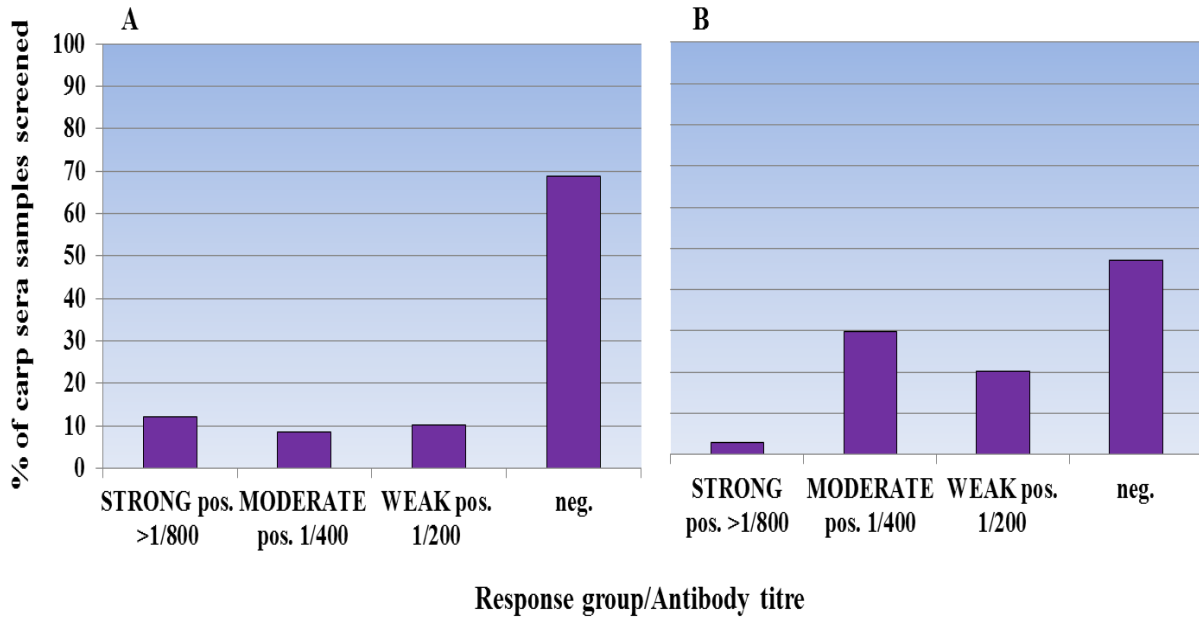 A
B
% of carp sera samples screened
100
90
80
70
60
50
40
30
20
10
0
STRONG pos.
>1/800
MODERATE
pos. 1/400
WEAK pos.
1/200
neg.
STRONG
pos. >1/800
MODERATE
pos. 1/400
WEAK pos.
1/200
neg.
Response group/Antibody titre